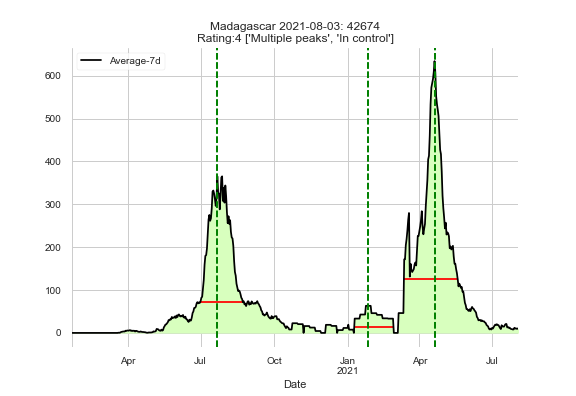 Madagascar 2021-08-03: 42674
Rating:4 ['Multiple peaks', 'In control']
Average-7d
600
500
400
300
200
100
0
Apr
Jul
Oct
Jan
2021
Apr
Jul
Date